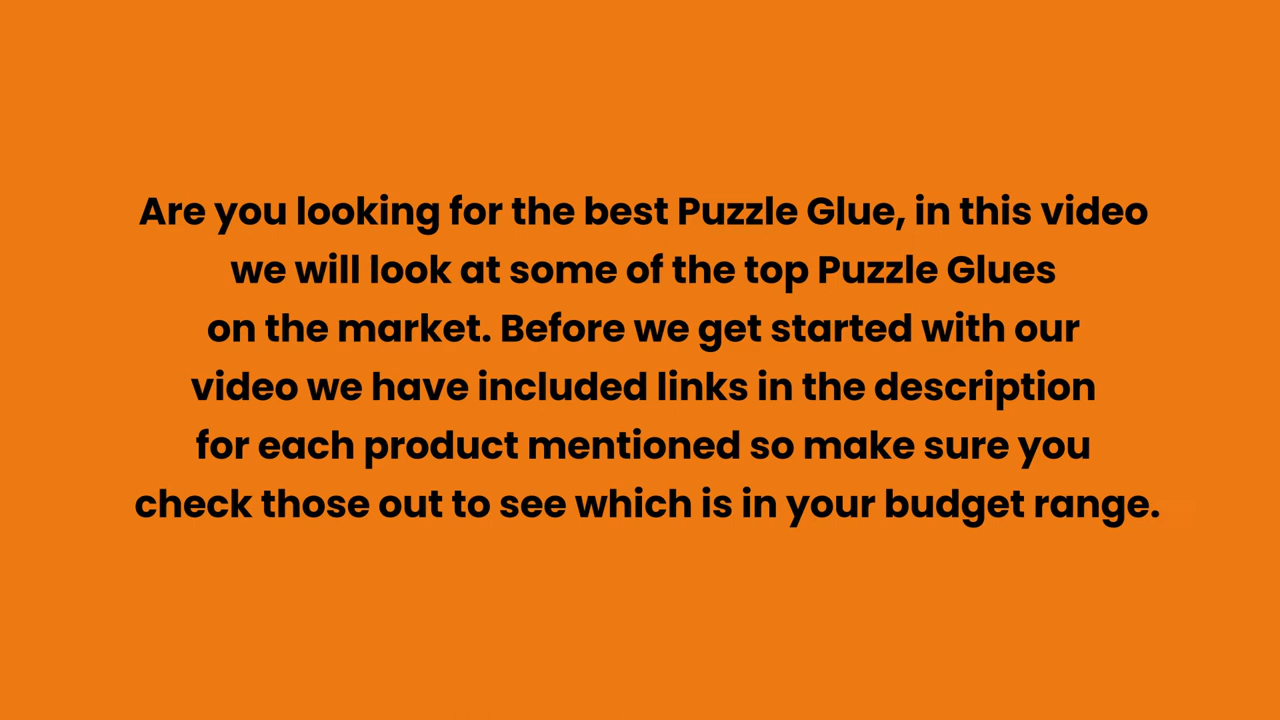 Are you looking for the best Puzzle Glue, in this video
we will look at some of the top Puzzle Glues
on the market. Before we get started with our
video we have included links in the description
for each product mentioned so make sure you
check those out to see which is in your budget range.